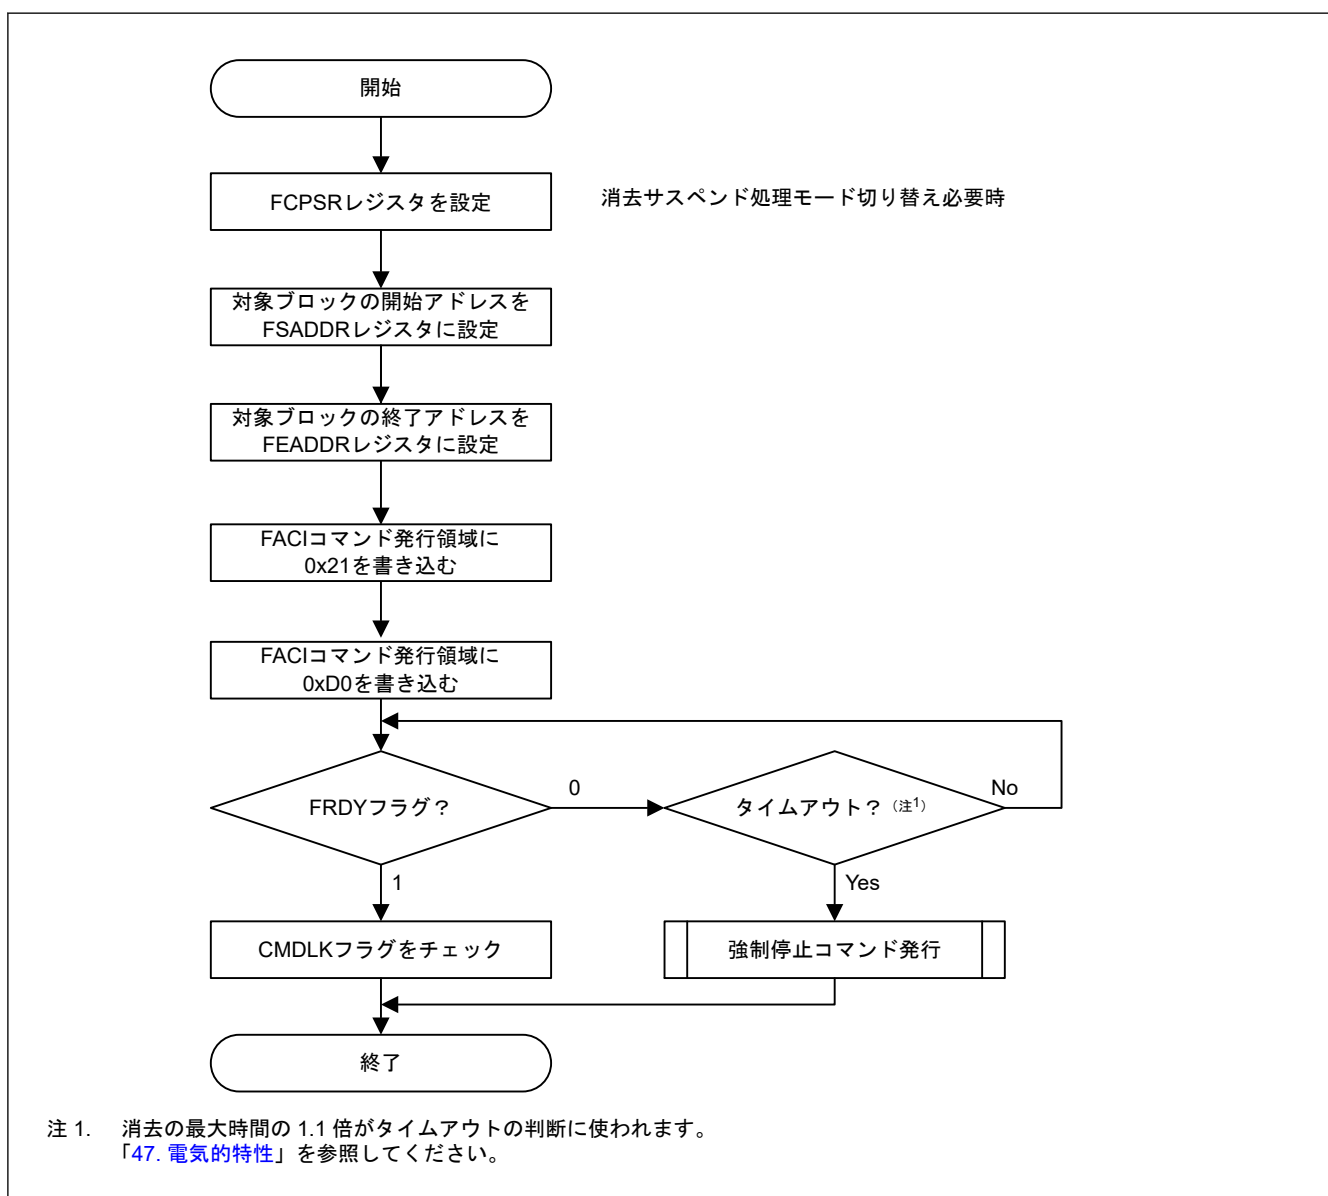 開始
FCPSRレジスタを設定
消去サスペンド処理モード切り替え必要時
対象ブロックの開始アドレスを
FSADDRレジスタに設定
対象ブロックの終了アドレスを
FEADDRレジスタに設定
FACIコマンド発行領域に
0x21を書き込む
FACIコマンド発行領域に
0xD0を書き込む
FRDYフラグ？
0
タイムアウト？（注1）
No
1
Yes
CMDLKフラグをチェック
強制停止コマンド発行
終了
注 1. 消去の最大時間の 1.1 倍がタイムアウトの判断に使われます。
「47. 電気的特性」を参照してください。